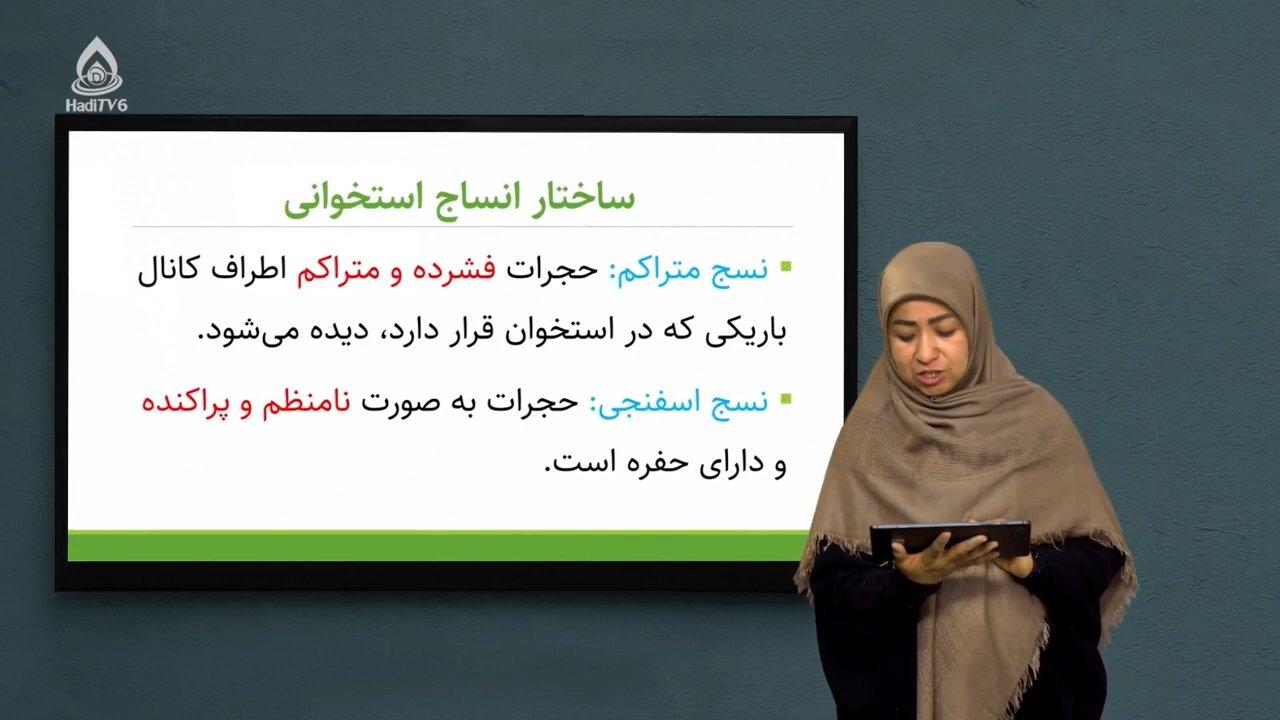 HadiTV6
ساختار انساج استخوانی
نسج متراکم: حجرات فشرده و متراکم اطراف کانال
باریکی که در استخوان قرار دارد، دیده می‌شود.
نسج اسفنجی: حجرات به صورت نامنظم و پراکنده
و دارای حفره است.